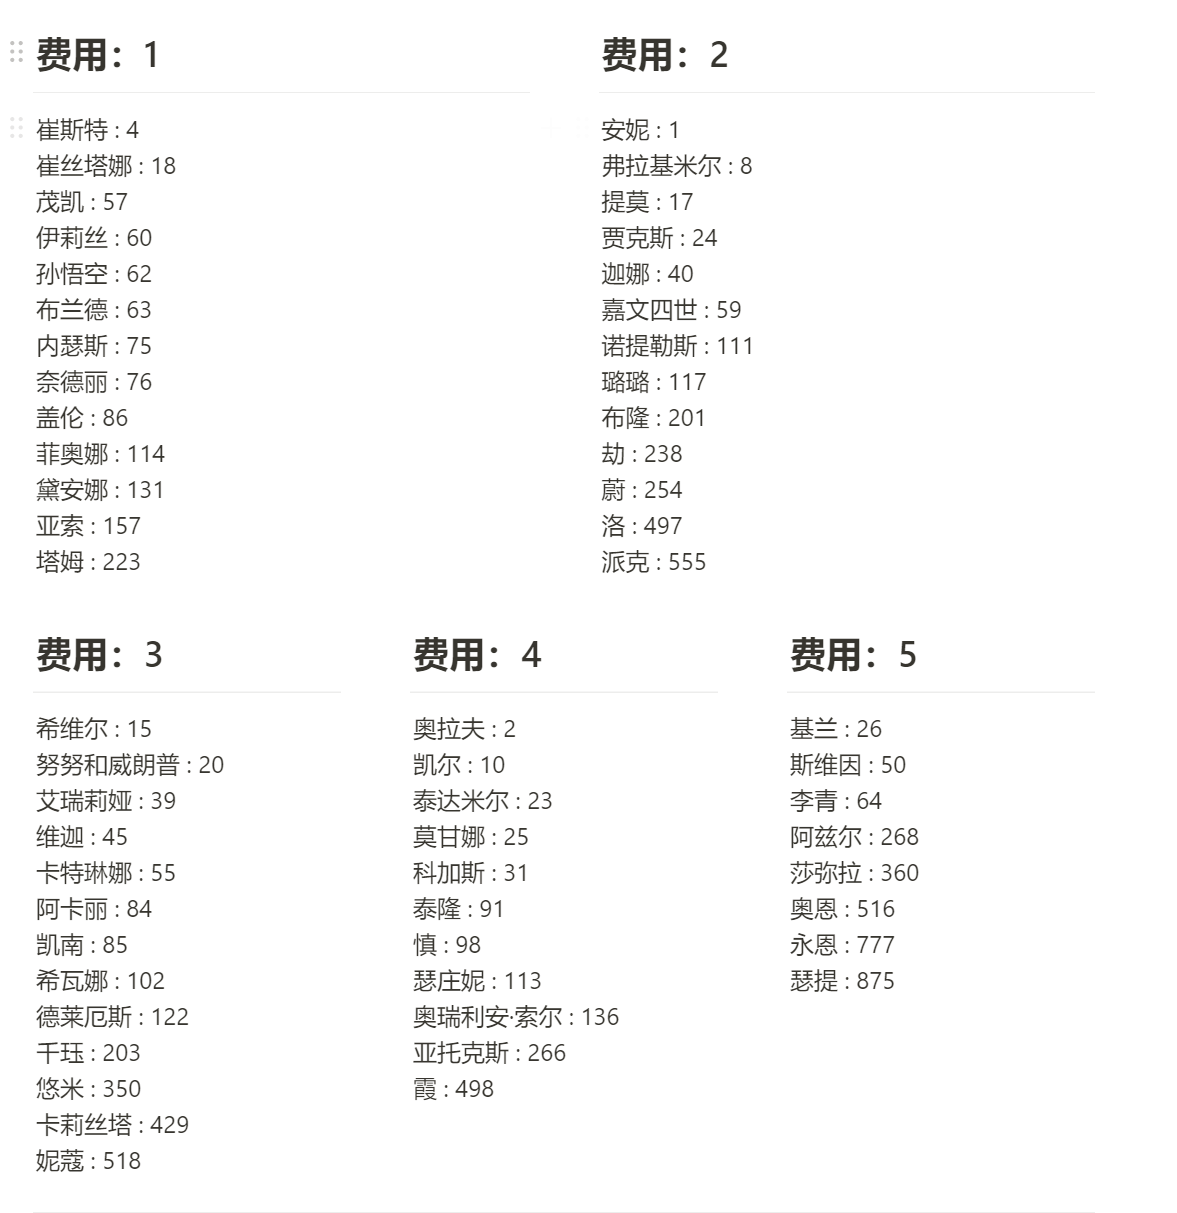 费用：1
崔斯特 : 4
崔丝塔娜 : 18
茂凯 : 57
伊莉丝 : 60
孙悟空 : 62
布兰德 : 63
内瑟斯 : 75
奈德丽 : 76
盖伦 : 86
菲奥娜 : 114
黛安娜 : 131
亚索 : 157
塔姆 : 223
费用：2
安妮 : 1
弗拉基米尔 : 8
提莫 : 17
贾克斯 : 24
迦娜 : 40
嘉文四世 : 59
诺提勒斯 : 111
璐璐 : 117
布隆 : 201
劫 : 238
蔚 : 254
洛 : 497
派克 : 555
费用：3
希维尔 : 15
努努和威朗普 : 20
艾瑞莉娅 : 39
维迦 : 45
卡特琳娜 : 55
阿卡丽 : 84
凯南 : 85
希瓦娜 : 102
德莱厄斯 : 122
千珏 : 203
悠米 : 350
卡莉丝塔 : 429
妮蔻 : 518
费用：4
奥拉夫 : 2
凯尔 : 10
泰达米尔 : 23
莫甘娜 : 25
科加斯 : 31
泰隆 : 91
慎 : 98
瑟庄妮 : 113
奥瑞利安·索尔 : 136
亚托克斯 : 266
霞 : 498
费用：5
基兰 : 26
斯维因 : 50
李青 : 64
阿兹尔 : 268
莎弥拉 : 360
奥恩 : 516
永恩 : 777
瑟提 : 875